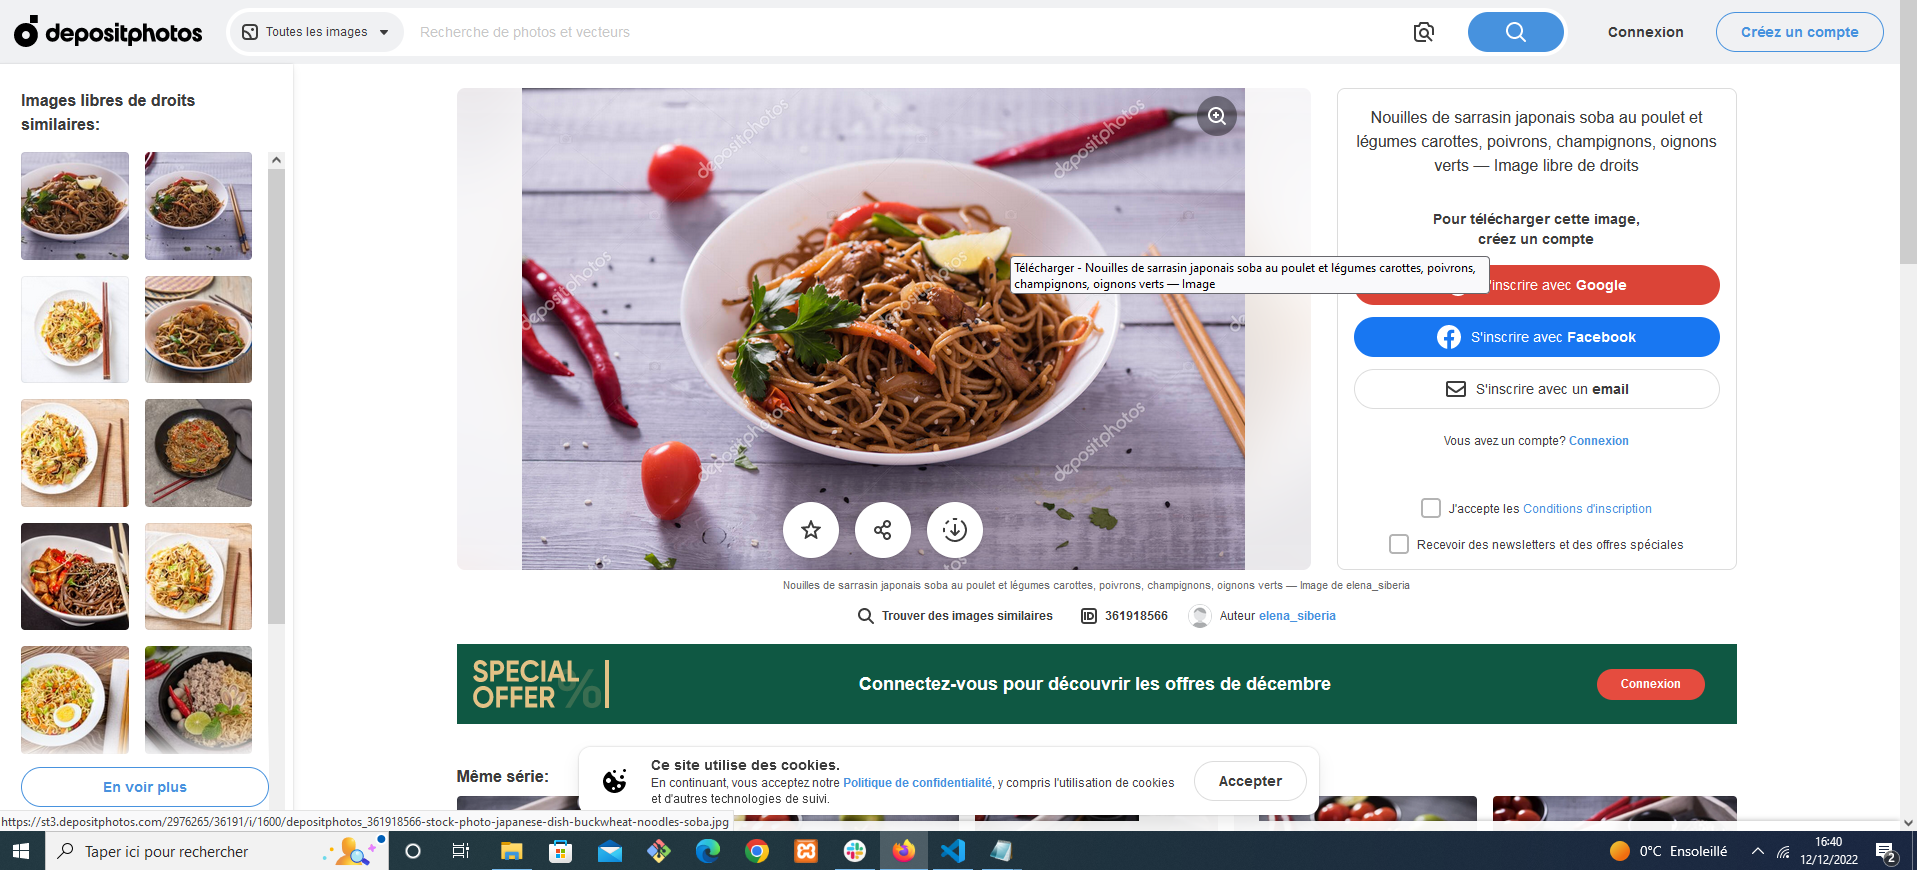 depositphotos
Toutes les images
Recherche de photos et vecteurs
Connexion
Créez un compte
Images libres de droits
similaires:
En voir plus
depositphotos
depositphotos
depositphotos
depositphotos
depositphotos
Télécharger - Nouilles de sarrasin japonais soba au poulet et légumes carottes, poivrons,
champignons, oignons verts — Image
Nouilles de sarrasin japonais soba au poulet et
légumes carottes, poivrons, champignons, oignons
verts — Image libre de droits
Pour télécharger cette image,
créez un compte
'inscrire avec Google
S'inscrire avec Facebook
S'inscrire avec un email
Vous avez un compte? Connexion
J'accepte les Conditions d'inscription
Recevoir des newsletters et des offres spéciales
Nouilles de sarrasin japonais soba au poulet et légumes carottes, poivrons, champignons, oignons verts — Image de elena_siberia
Trouver des images similaires
ID 361918566
Auteur elena_siberia
SPECIAL
OFFER %
Connectez-vous pour découvrir les offres de décembre
Connexion
Même série:
Ce site utilise des cookies.
En continuant, vous acceptez notre Politique de confidentialité, y compris l'utilisation de cookies
et d'autres technologies de suivi.
Accepter
https://st3.depositphotos.com/2976265/36191/i/1600/depositphotos_361918566-stock-photo-japanese-dish-buckwheat-noodles-soba.jpg
Taper ici pour rechercher
0°C Ensoleillé
16:40
12/12/2022
2